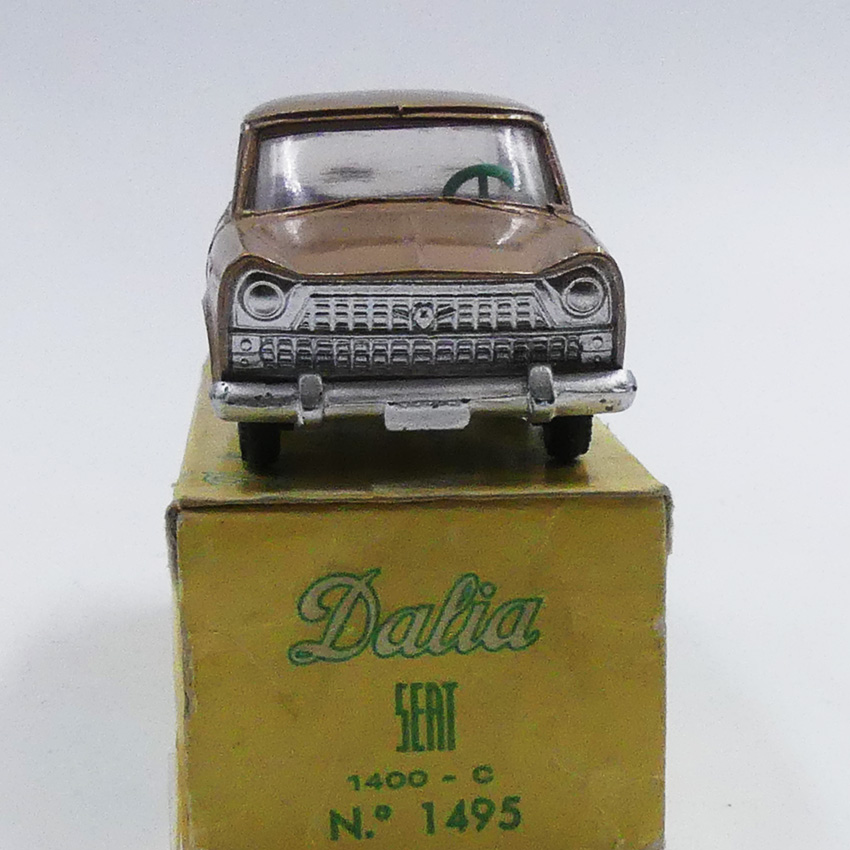 Dalia
SEAT
1400 - C
N.º 1495